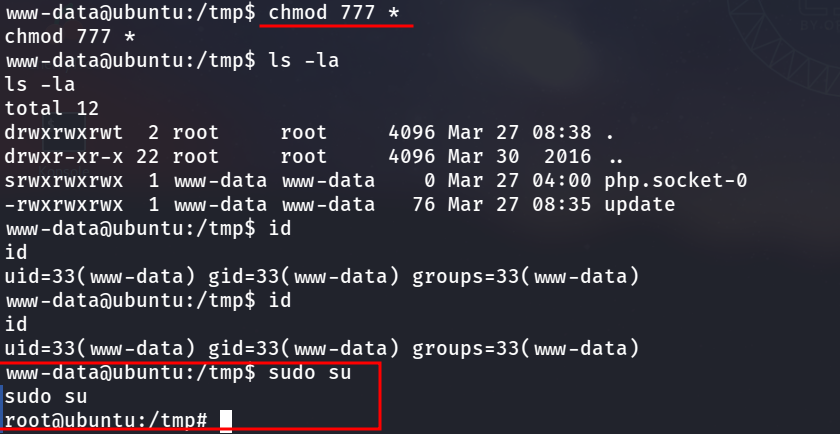 www-data@ubuntu:/tmp$ chmod 777 *
chmod 777 *
www-data@ubuntu:/tmp$ ls -la
ls -la
total 12
drwxrwxrwt  2 root     root     4096 Mar 27 08:38 .
drwxr-xr-x 22 root     root     4096 Mar 30  2016 ..
srwxrwxrwx  1 www-data www-data    0 Mar 27 04:00 php.socket-0
-rwxrwxrwx  1 www-data www-data   76 Mar 27 08:35 update
www-data@ubuntu:/tmp$ id
id
uid=33(www-data) gid=33(www-data) groups=33(www-data)
www-data@ubuntu:/tmp$ id
id
uid=33(www-data) gid=33(www-data) groups=33(www-data)
www-data@ubuntu:/tmp$ sudo su
sudo su
root@ubuntu:/tmp#